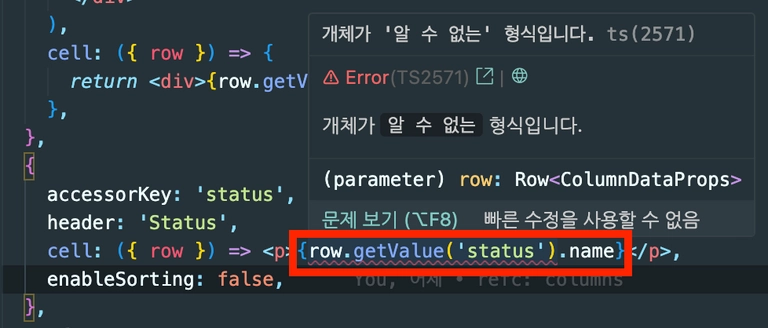 </div>
),
cell: ({ row }) => {
return <div>{row.getV
},
},
{
accessorKey: 'status',
header: 'Status',
cell: ({ row }) => <p>{row.getValue('status').name}</p>,
enableSorting: false,
You, 어제 • refc: columns
},
개체가 '알 수 없는' 형식입니다. ts(2571)
Error(TS2571) |
개체가 알 수 없는 형식입니다.
(parameter) row: Row<ColumnDataProps>
문제 보기 (⌥F8) 빠른 수정을 사용할 수 없음